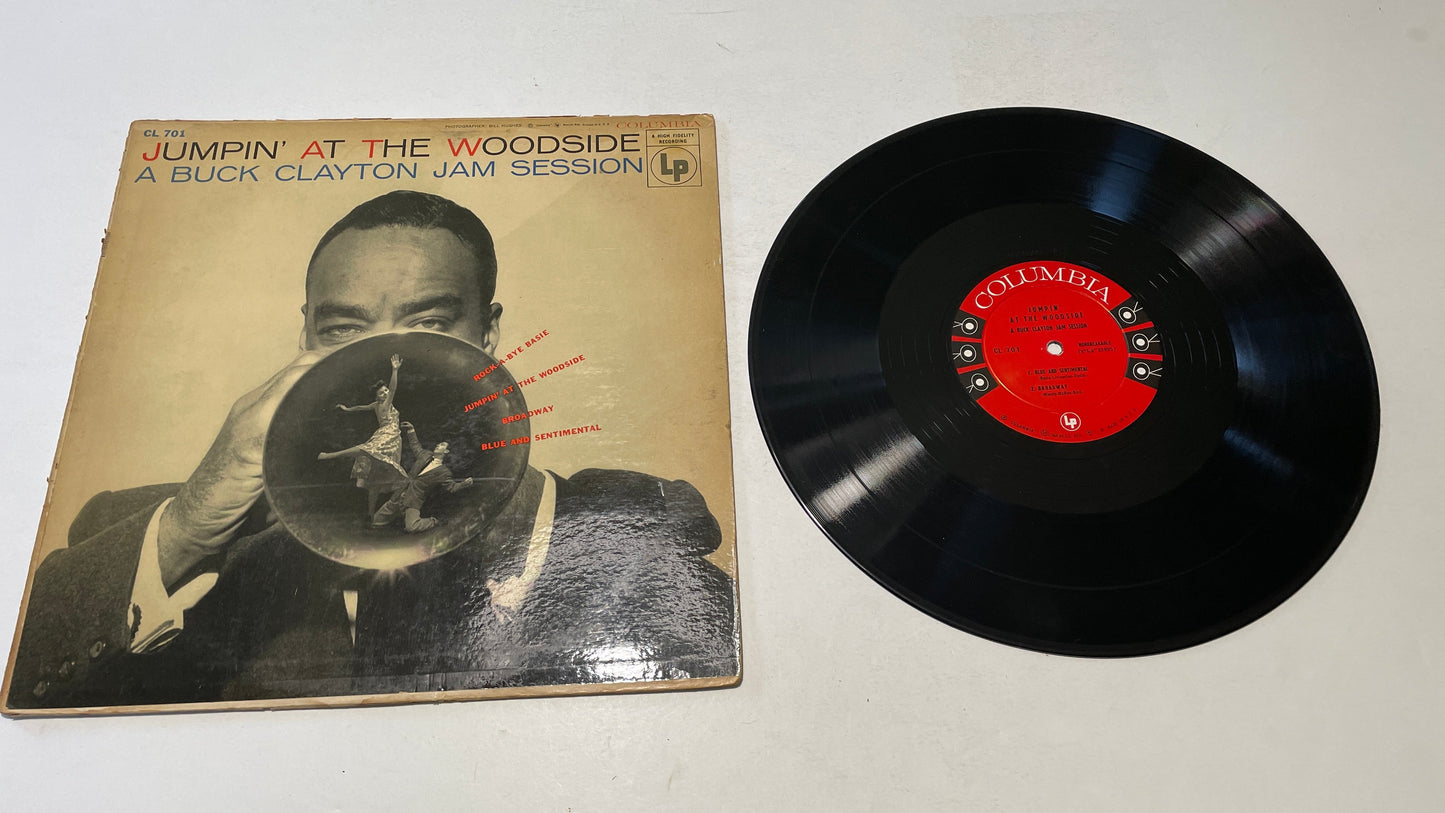 CL 701
PHOTOGRAPHER: BILL HUGHES
COLUMBIA
JUMPIN' AT THE WOODSIDE
A BUCK CLAYTON JAM SESSION
A HIGH FIDELITY
RECORDING
Lp
ROCK-A-BYE BASIE
JUMPIN' AT THE WOODSIDE
BROADWAY
BLUE AND SENTIMENTAL
COLUMBIA
JUMPIN'
AT THE WOODSIDE
A BUCK CLAYTON JAM SESSION
CL 701
NONBREAKABLE
1. BLUE AND SENTIMENTAL
2. BROADWAY
Lp